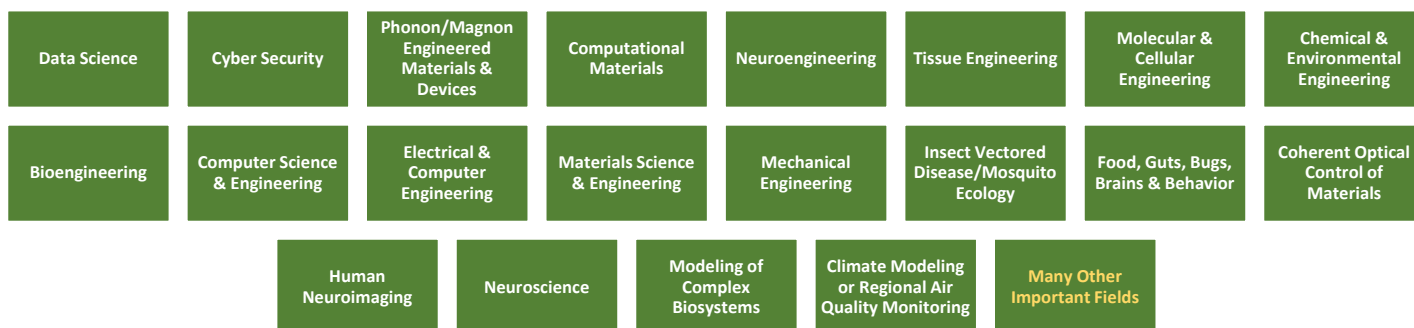 Data Science
Cyber Security
Phonon/Magnon
Engineered
Materials &
Devices
Computational
Materials
Neuroengineering
Tissue Engineering
Molecular &
Cellular
Engineering
Chemical &
Environmental
Engineering
Bioengineering
Computer Science
& Engineering
Electrical &
Computer
Engineering
Materials Science
& Engineering
Mechanical
Engineering
Insect Vectored
Disease/Mosquito
Ecology
Food, Guts, Bugs,
Brains & Behavior
Coherent Optical
Control of
Materials
Human
Neuroimaging
Neuroscience
Modeling of
Complex
Biosystems
Climate Modeling
or Regional Air
Quality Monitoring
Many Other
Important Fields